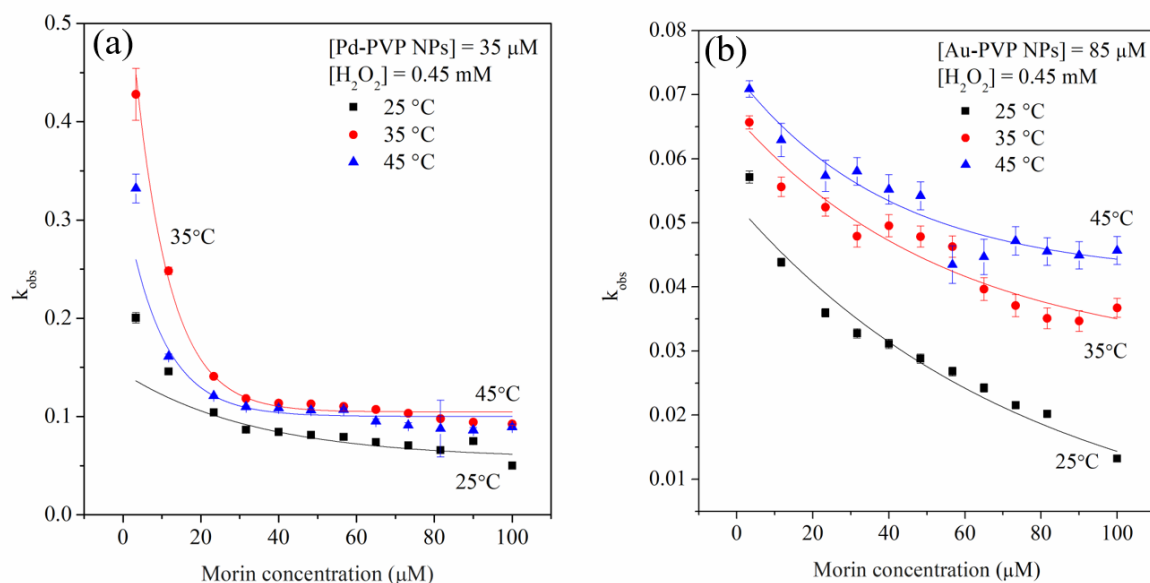 (a)
[Pd-PVP NPs] = 35 μM
[H₂O₂] = 0.45 mM
25 °C
35 °C
45 °C
35°C
45°C
25°C
0.5
0.4
0.3
0.2
0.1
0.0
k_obs
0 20 40 60 80 100
Morin concentration (μM)
(b)
[Au-PVP NPs] = 85 μM
[H₂O₂] = 0.45 mM
25 °C
35 °C
45 °C
45°C
35°C
25°C
0.08
0.07
0.06
0.05
0.04
0.03
0.02
0.01
k_obs
0 20 40 60 80 100
Morin concentration (μM)